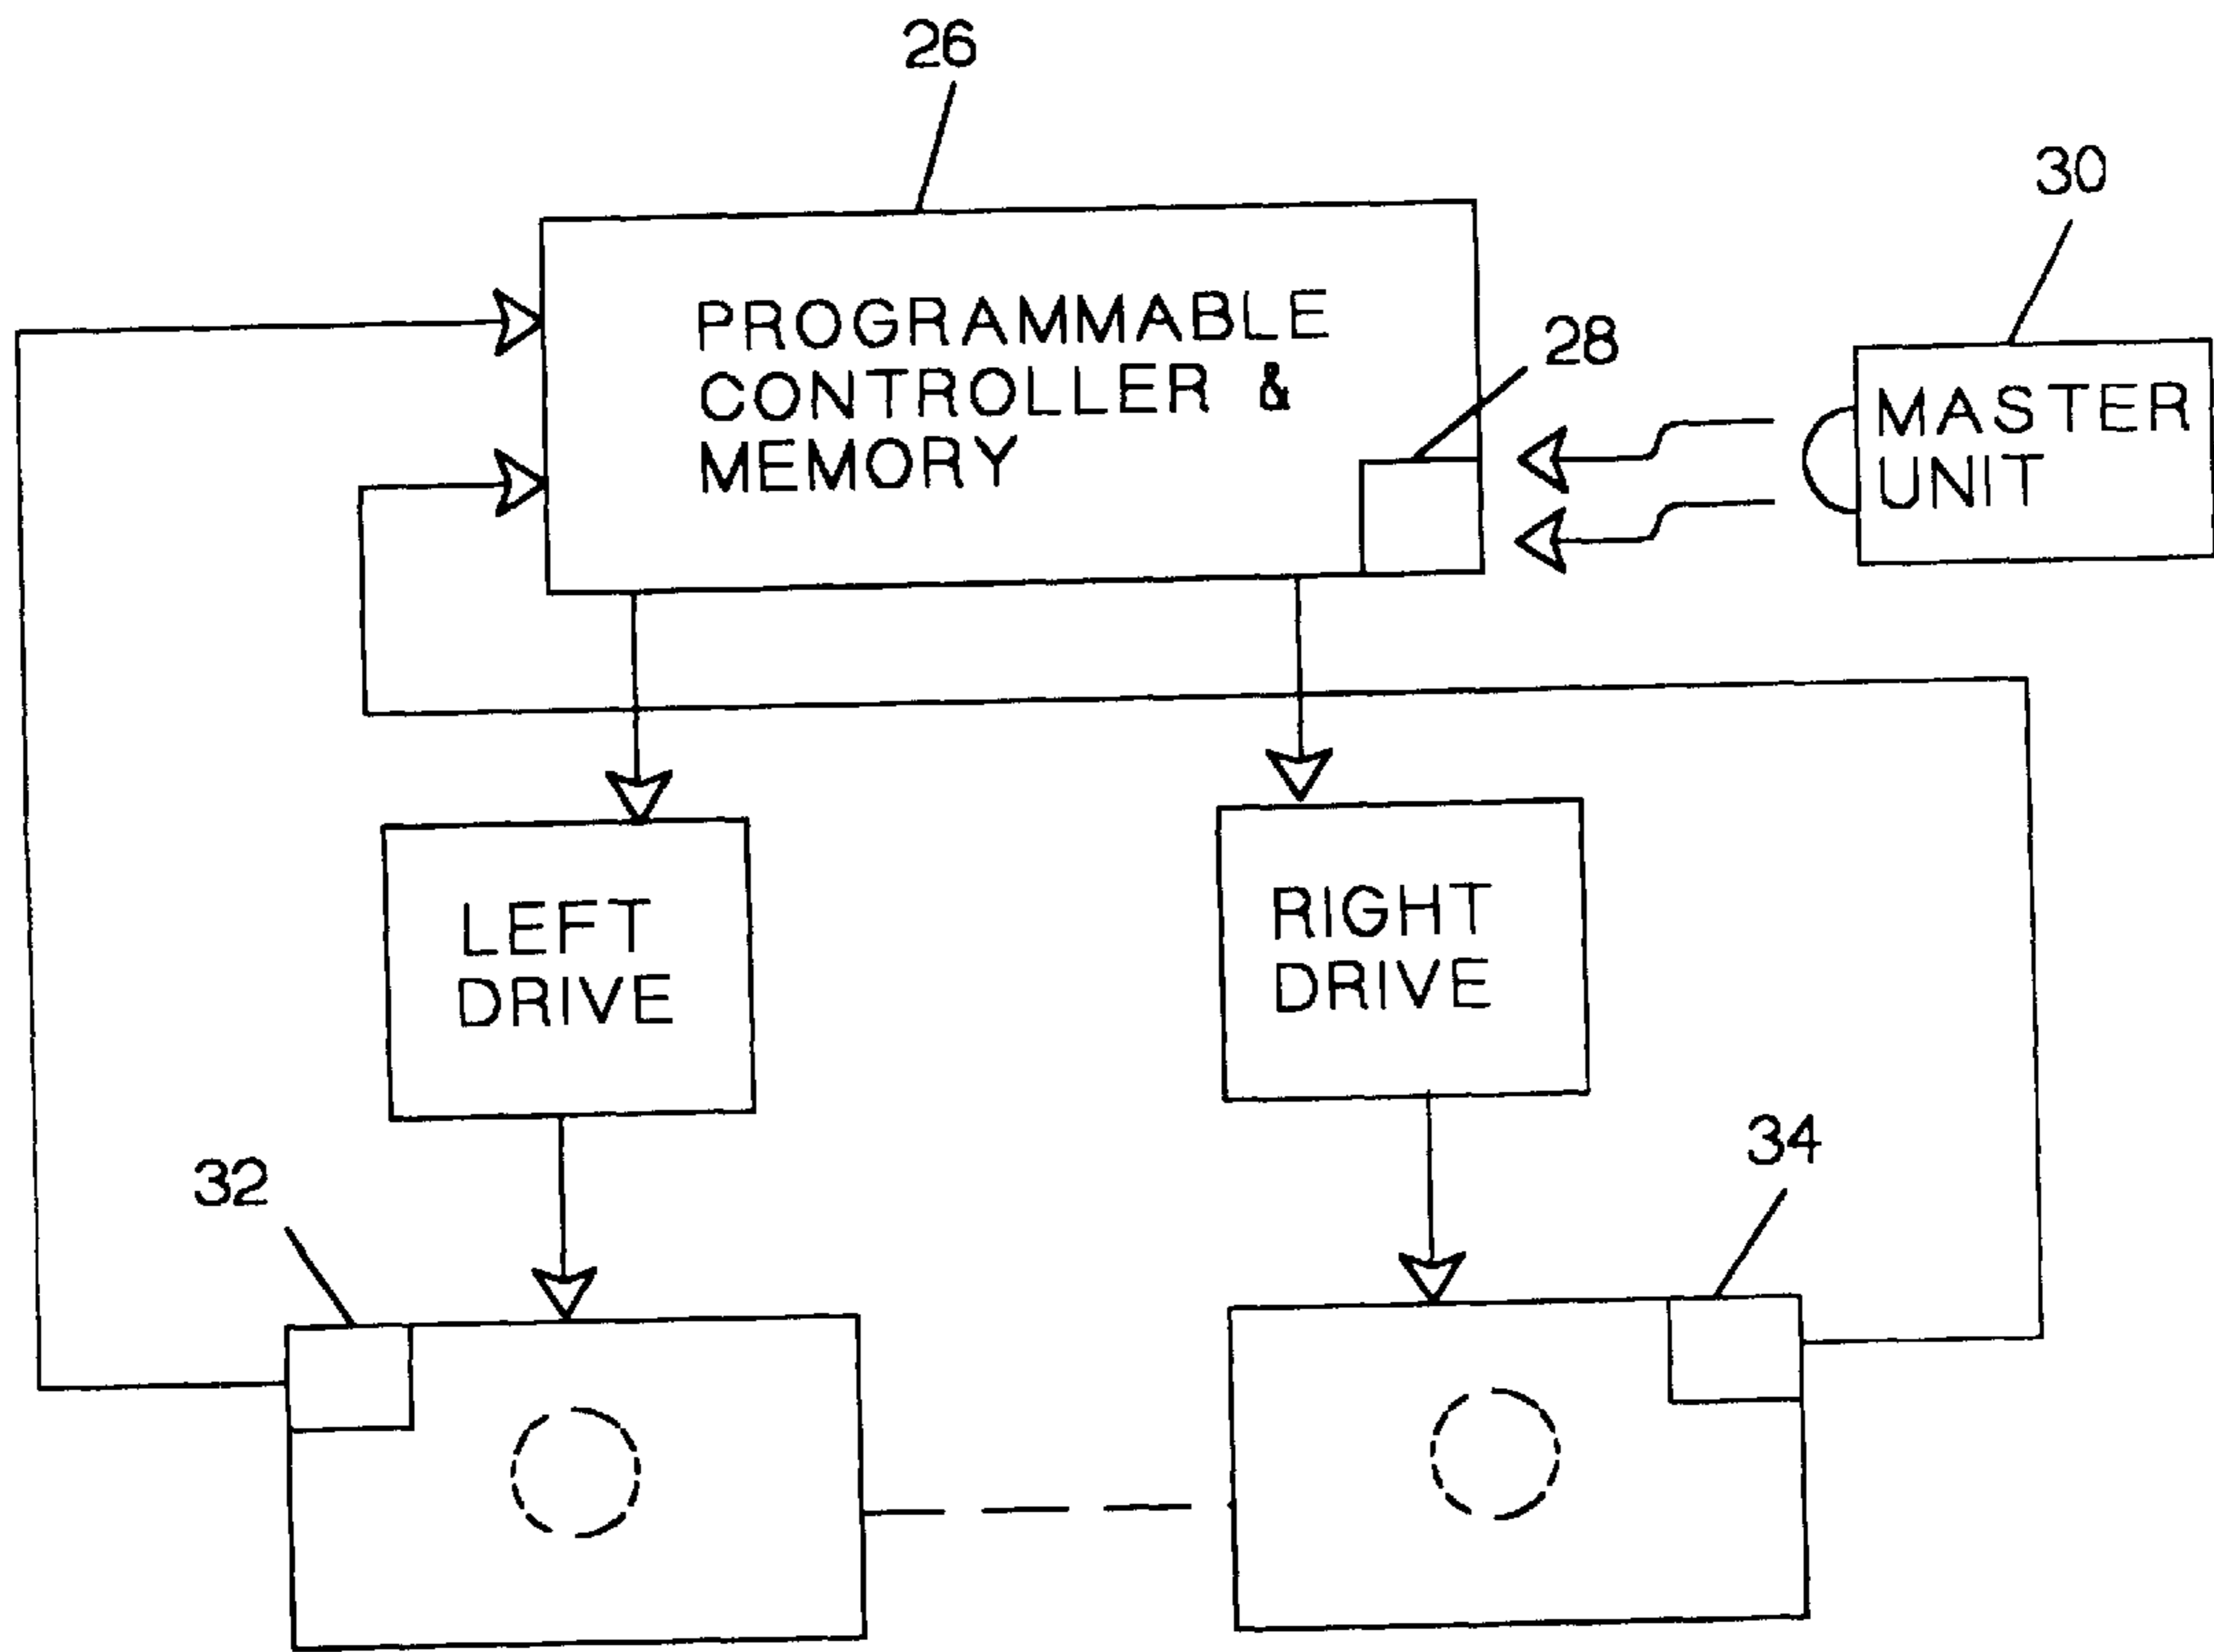 26
30
PROGRAMMABLE
CONTROLLER &
MEMORY
28
MASTER
UNIT
LEFT
DRIVE
RIGHT
DRIVE
32
34